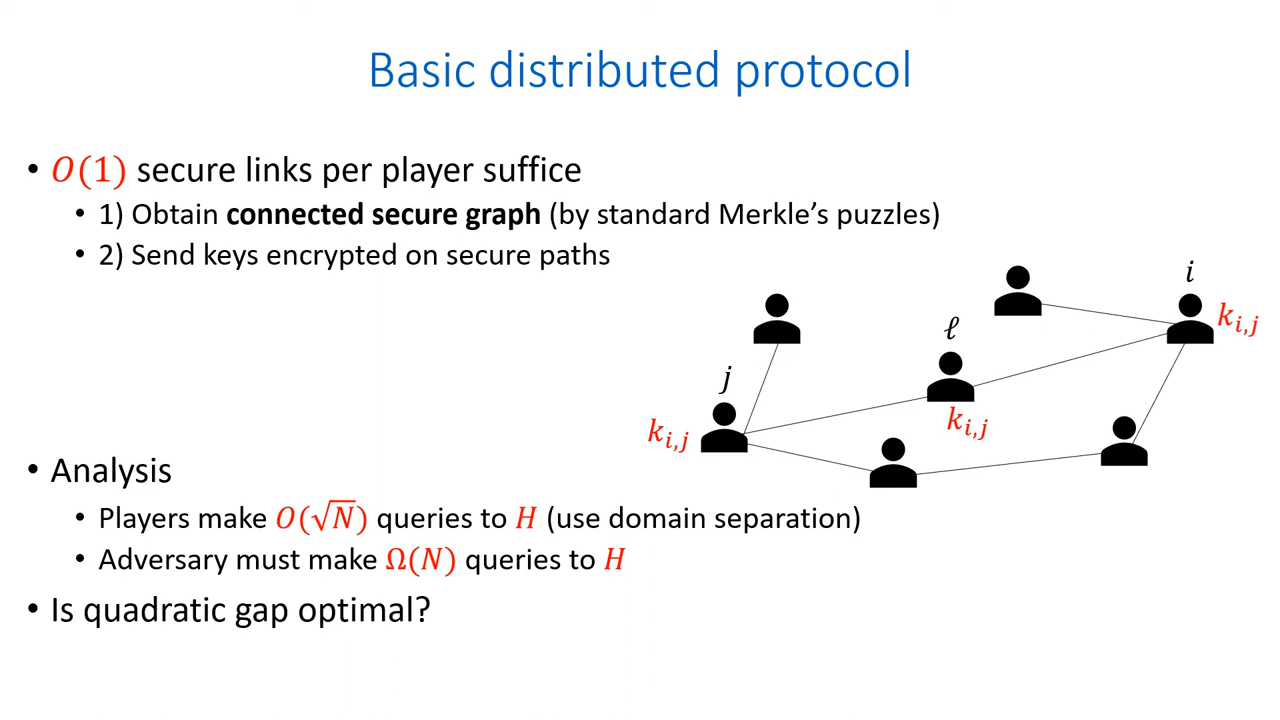 Basic distributed protocol
• O(1) secure links per player suffice
• 1) Obtain connected secure graph (by standard Merkle's puzzles)
• 2) Send keys encrypted on secure paths
i
k_{i,j}
ℓ
k_{i,j}
j
k_{i,j}
• Analysis
• Players make O(√N) queries to H (use domain separation)
• Adversary must make Ω(N) queries to H
• Is quadratic gap optimal?